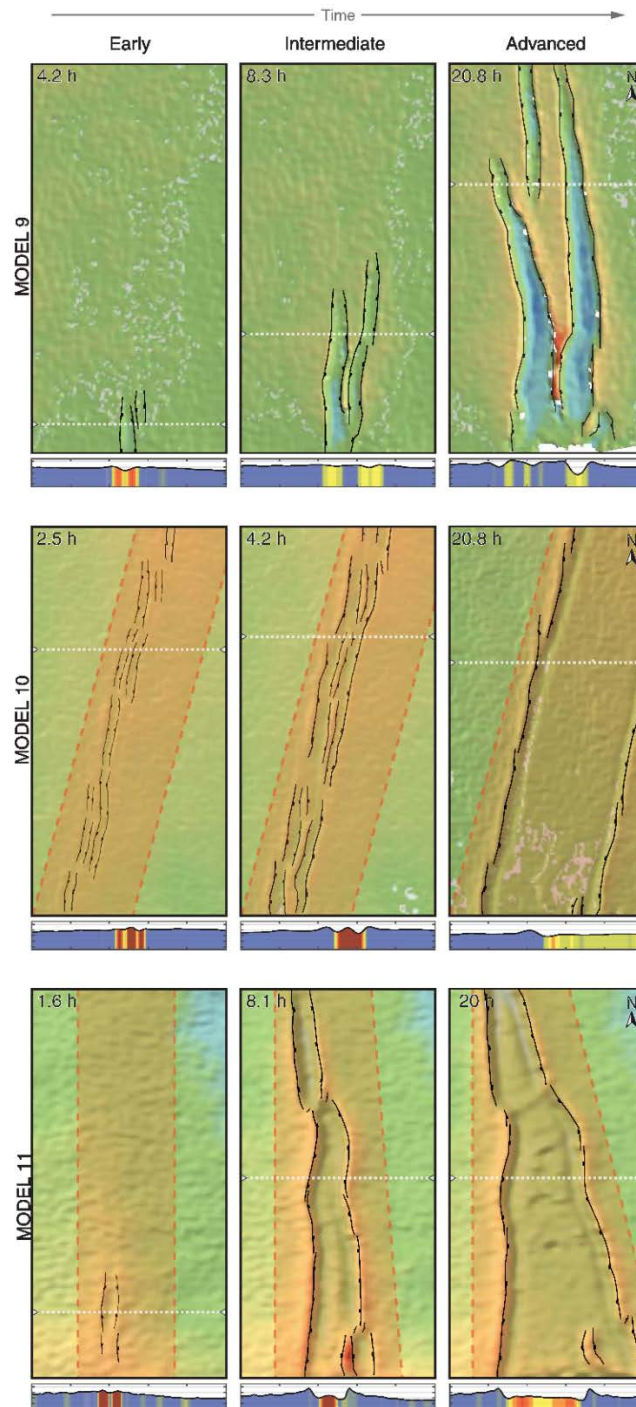 Time
Early Intermediate Advanced
MODEL 9
4.2 h 8.3 h 20.8 h N
MODEL 10
2.5 h 4.2 h 20.8 h N
MODEL 11
1.6 h 8.1 h 20 h N